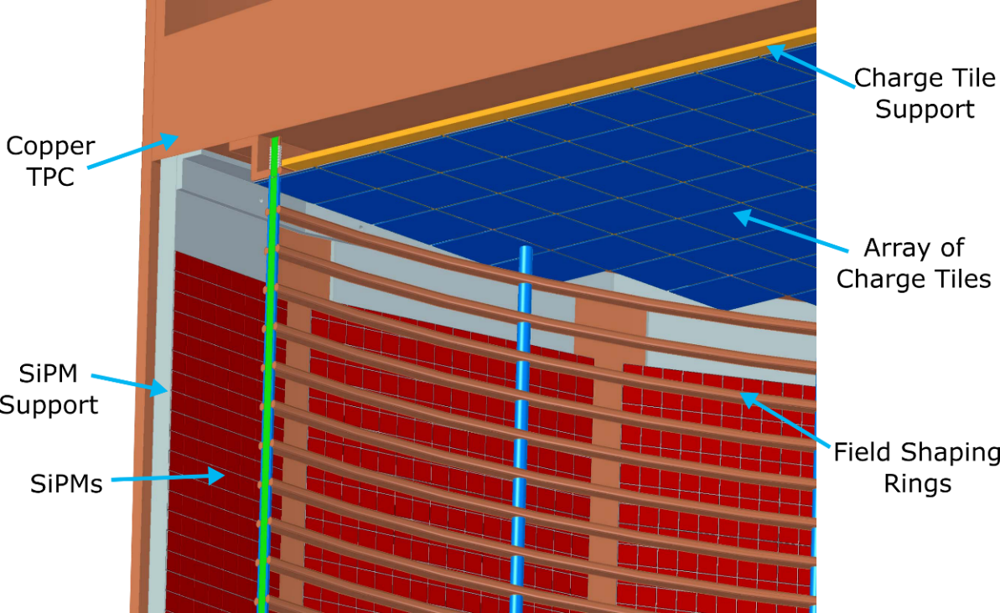 Charge Tile
Support
Copper
TPC
Array of
Charge Tiles
SiPM
Support
Field Shaping
Rings
SiPMs